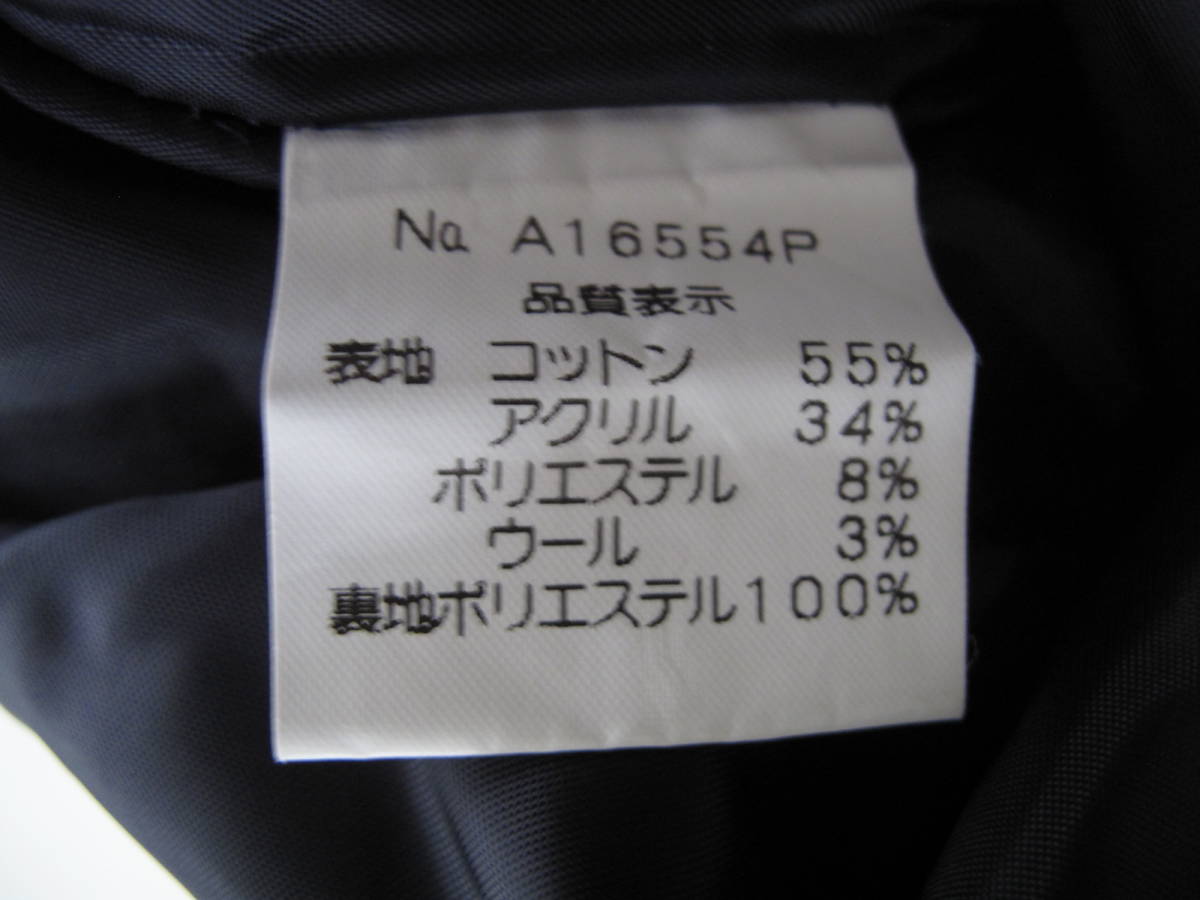 № A16554P
品質表示
表地 コットン 55%
アクリル 34%
ポリエステル 8%
ウール 3%
裏地ポリエステル100%